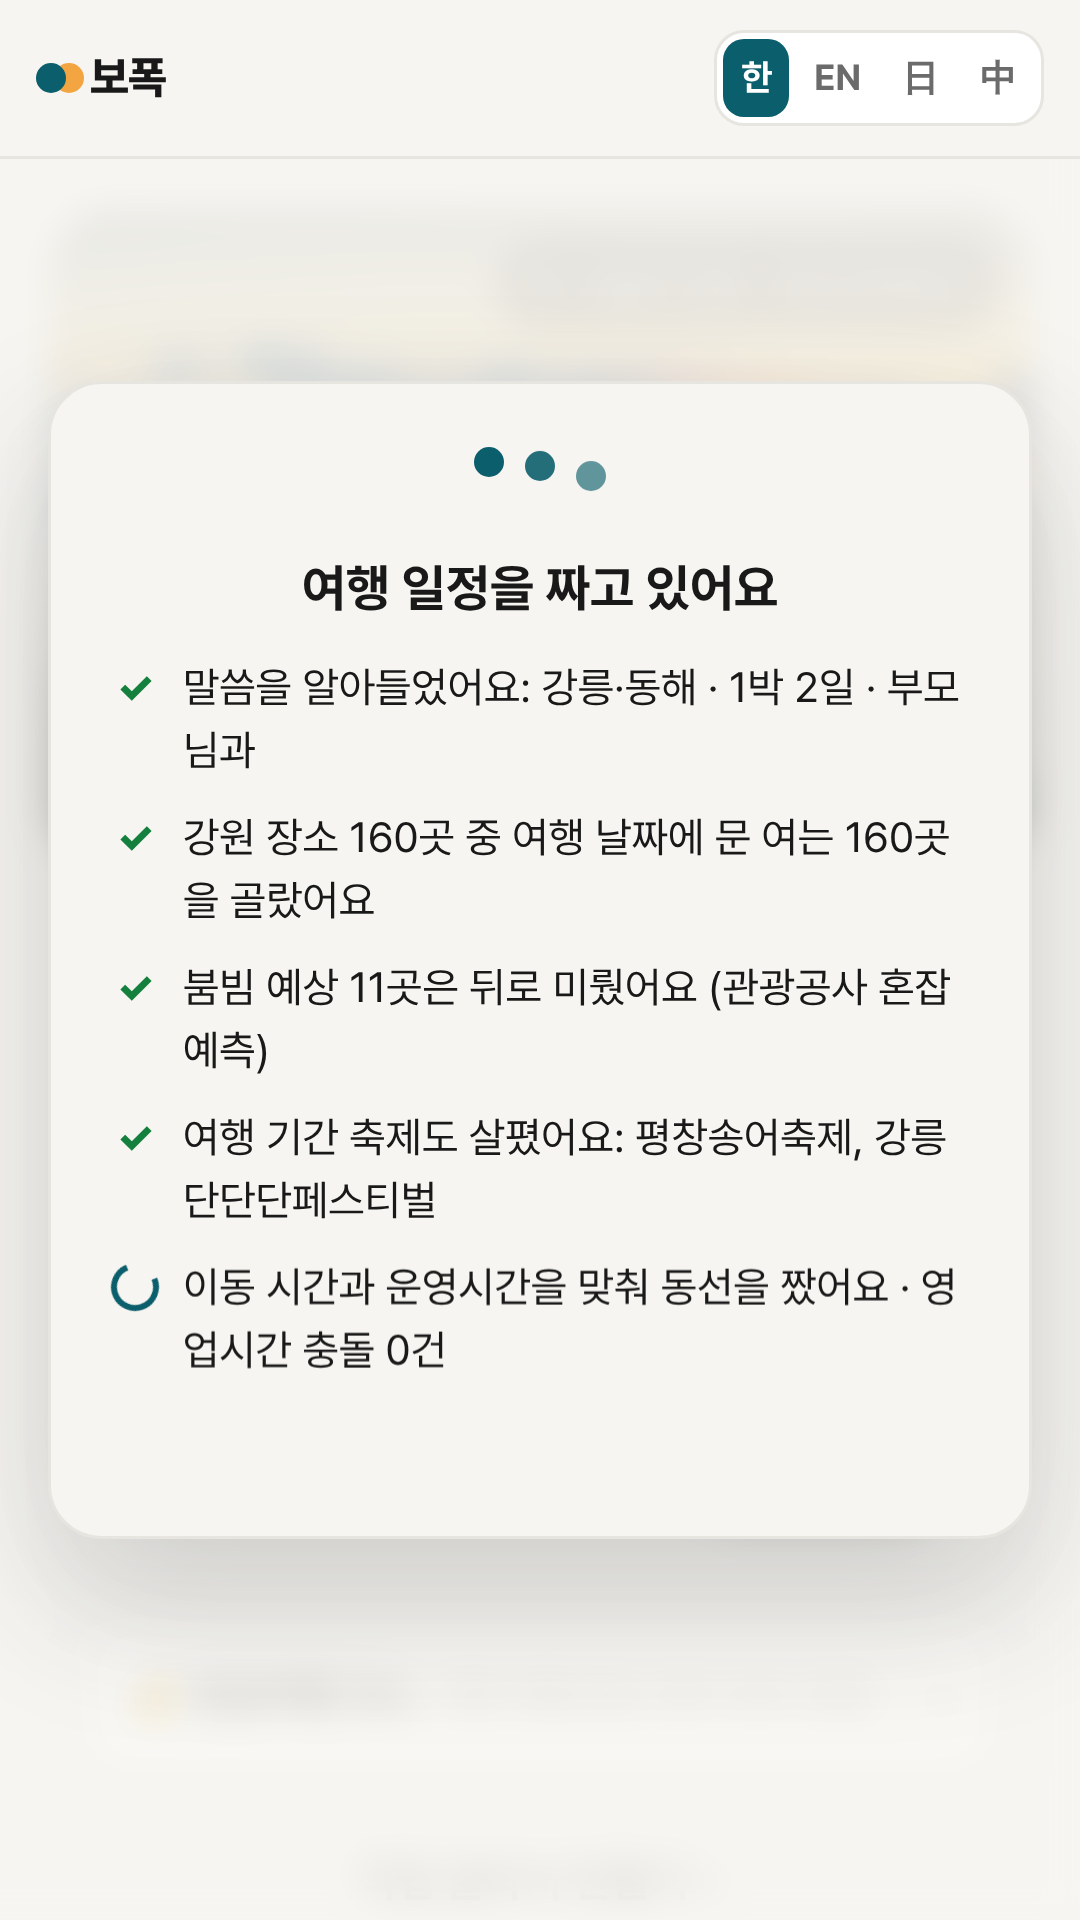 보폭
한 EN 日 中
여행 일정을 짜고 있어요
말씀을 알아들었어요: 강릉·동해 · 1박 2일 · 부모
님과
강원 장소 160곳 중 여행 날짜에 문 여는 160곳
을 골랐어요
붐빔 예상 11곳은 뒤로 미뤘어요 (관광공사 혼잡
예측)
여행 기간 축제도 살폈어요: 평창송어축제, 강릉
단단단페스티벌
이동 시간과 운영시간을 맞춰 동선을 짰어요 · 영
업시간 충돌 0건